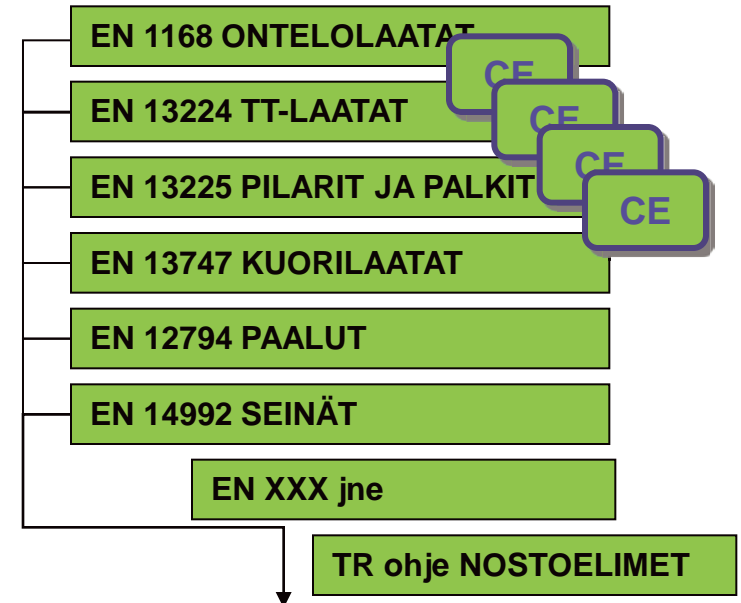 EN 1168 ONTELOLAATAT
CE
EN 13224 TT-LAATAT
CE
EN 13225 PILARIT JA PALKIT
CE
CE
EN 13747 KUORILAATAT
EN 12794 PAALUT
EN 14992 SEINÄT
EN XXX jne
TR ohje NOSTOELIMET